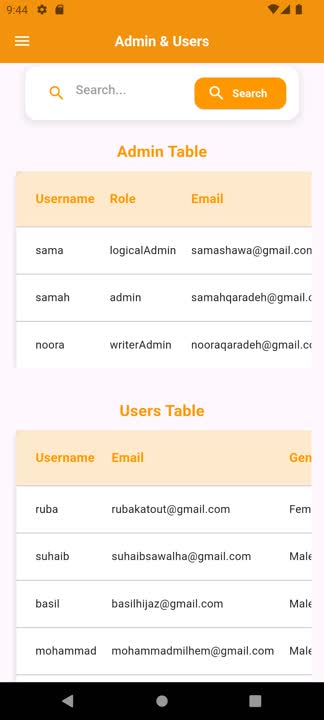 9:44
Admin & Users
Search...
Search
Admin Table
Username Role Email
sama logicalAdmin samashawa@gmail.com
samah admin samahqaradeh@gmail.c
noora writerAdmin nooraqaradeh@gmail.co
Users Table
Username Email Gen
ruba rubakatout@gmail.com Fem
suhaib suhaibsawalha@gmail.com Male
basil basilhijaz@gmail.com Male
mohammad mohammadmilhem@gmail.com Male